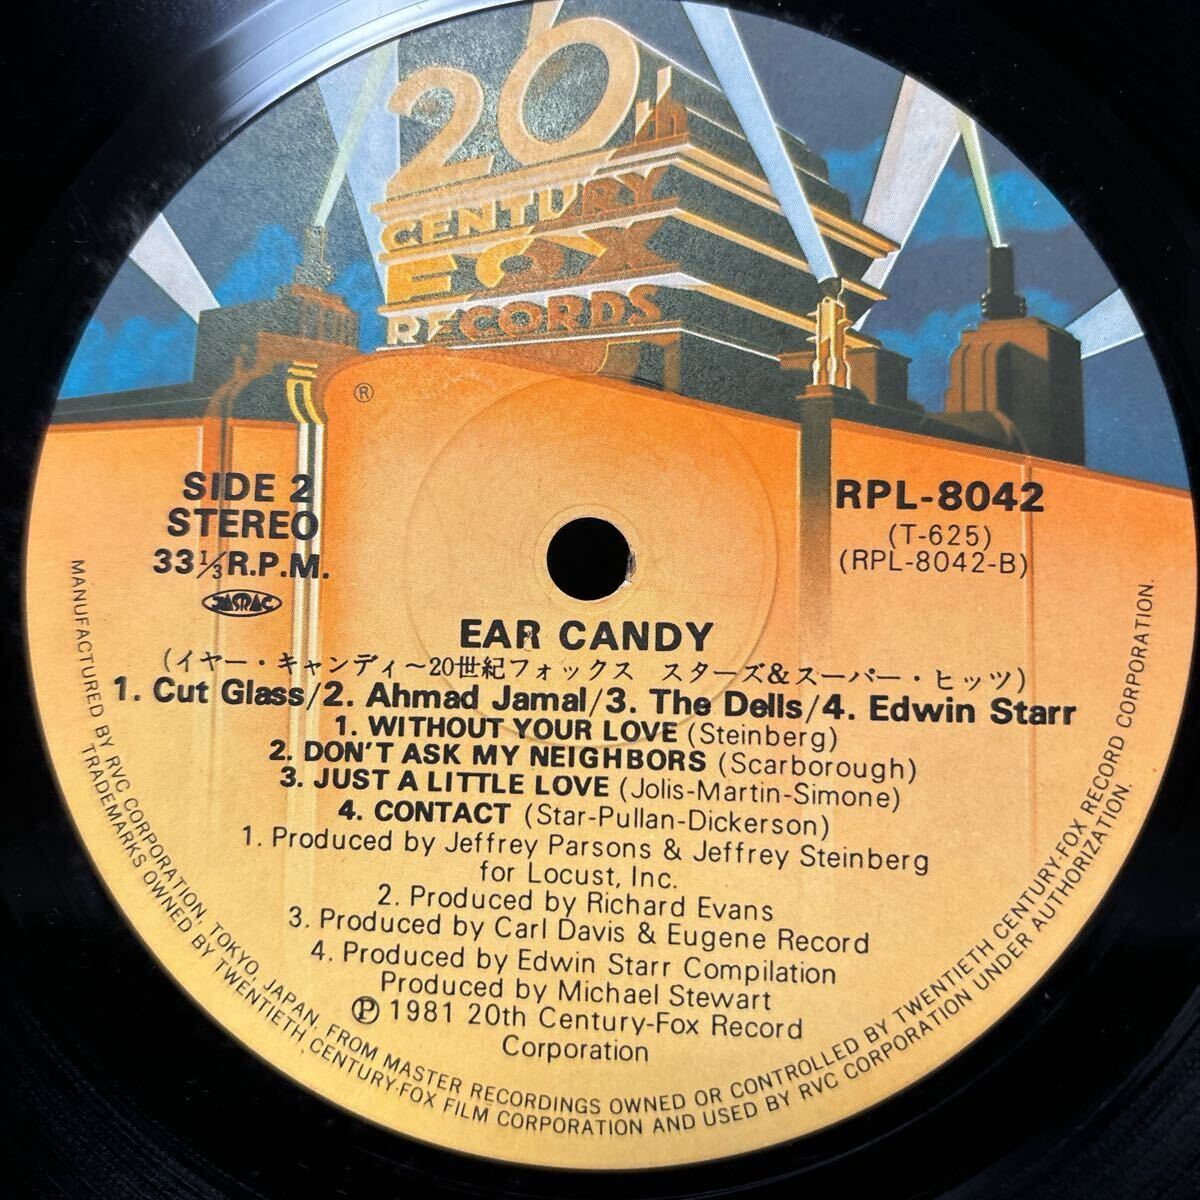 20th
CENTURY
FOX
RECORDS
®
SIDE 2
STEREO
33⅓R.P.M.
JASRAC
RPL-8042
(T-625)
(RPL-8042-B)
EAR CANDY
(イヤー・キャンディ～20世紀フォックス スターズ&スーパー・ヒッツ)
1. Cut Glass/2. Ahmad Jamal/3. The Dells/4. Edwin Starr
1. WITHOUT YOUR LOVE (Steinberg)
2. DON'T ASK MY NEIGHBORS (Scarborough)
3. JUST A LITTLE LOVE (Jolis-Martin-Simone)
4. CONTACT (Star-Pullan-Dickerson)
1. Produced by Jeffrey Parsons & Jeffrey Steinberg
for Locust, Inc.
2. Produced by Richard Evans
3. Produced by Carl Davis & Eugene Record
4. Produced by Edwin Starr Compilation
Produced by Michael Stewart
Ⓟ 1981 20th Century-Fox Record
Corporation
MANUFACTURED BY RVC CORPORATION, TOKYO, JAPAN, FROM MASTER RECORDINGS OWNED OR CONTROLLED BY TWENTIETH CENTURY-FOX RECORD CORPORATION.
TRADEMARKS OWNED BY TWENTIETH CENTURY-FOX FILM CORPORATION AND USED BY RVC CORPORATION UNDER AUTHORIZATION.